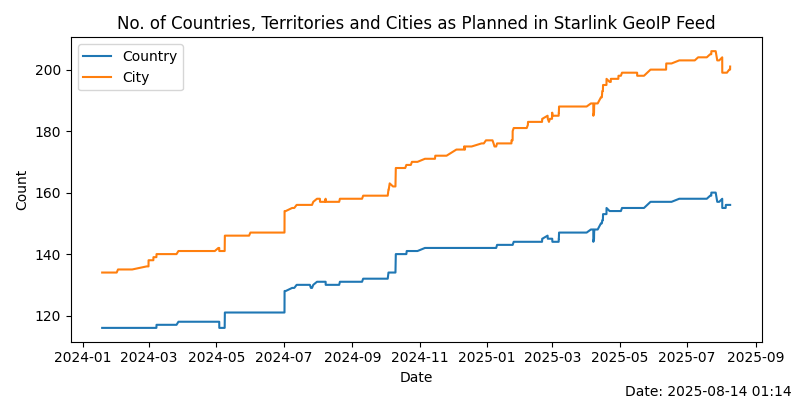 No. of Countries, Territories and Cities as Planned in Starlink GeoIP Feed
Country
City
200
180
160
140
120
Count
2024-01 2024-03 2024-05 2024-07 2024-09 2024-11 2025-01 2025-03 2025-05 2025-07 2025-09
Date
Date: 2025-08-14 01:14